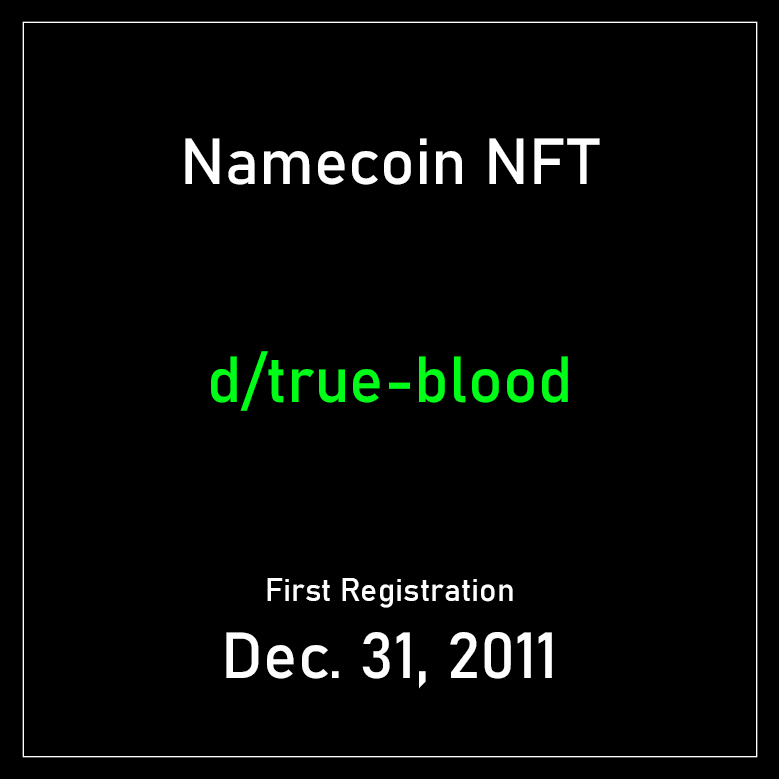 Namecoin NFT
d/true-blood
First Registration
Dec. 31, 2011